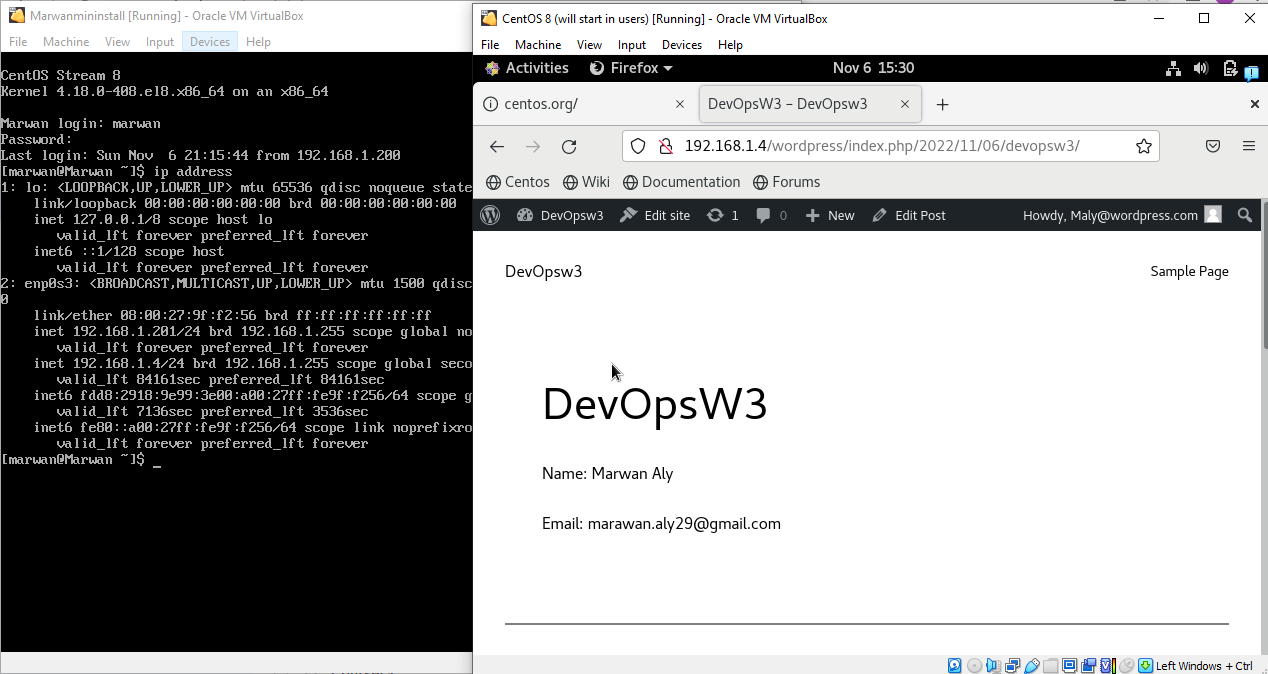 Marwanmininstall [Running] - Oracle VM VirtualBox
File Machine View Input Devices Help
CentOS Stream 8
Kernel 4.18.0-408.el8.x86_64 on an x86_64
Marwan login: marwan
Password:
Last login: Sun Nov  6 21:15:44 from 192.168.1.200
[marwan@Marwan ~]$ ip address
1: lo: <LOOPBACK,UP,LOWER_UP> mtu 65536 qdisc noqueue state
link/loopback 00:00:00:00:00:00 brd 00:00:00:00:00:00
inet 127.0.0.1/8 scope host lo
valid_lft forever preferred_lft forever
inet6 ::1/128 scope host
valid_lft forever preferred_lft forever
2: enp0s3: <BROADCAST,MULTICAST,UP,LOWER_UP> mtu 1500 qdisc
0
link/ether 08:00:27:9f:f2:56 brd ff:ff:ff:ff:ff:ff
inet 192.168.1.201/24 brd 192.168.1.255 scope global no
valid_lft forever preferred_lft forever
inet 192.168.1.4/24 brd 192.168.1.255 scope global seco
valid_lft 84161sec preferred_lft 84161sec
inet6 fdd8:2918:9e99:3e00:a00:27ff:fe9f:f256/64 scope g
valid_lft 7136sec preferred_lft 3536sec
inet6 fe80::a00:27ff:fe9f:f256/64 scope link noprefixro
valid_lft forever preferred_lft forever
[marwan@Marwan ~]$ _
CentOS 8 (will start in users) [Running] - Oracle VM VirtualBox
File Machine View Input Devices Help
Activities Firefox Nov 6 15:30
centos.org/ DevOpsW3 – DevOpsw3
192.168.1.4/wordpress/index.php/2022/11/06/devopsw3/
Centos Wiki Documentation Forums
DevOpsw3 Edit site 1 0 New Edit Post Howdy, Maly@wordpress.com
DevOpsw3 Sample Page
DevOpsW3
Name: Marwan Aly
Email: marawan.aly29@gmail.com
Left Windows + Ctrl